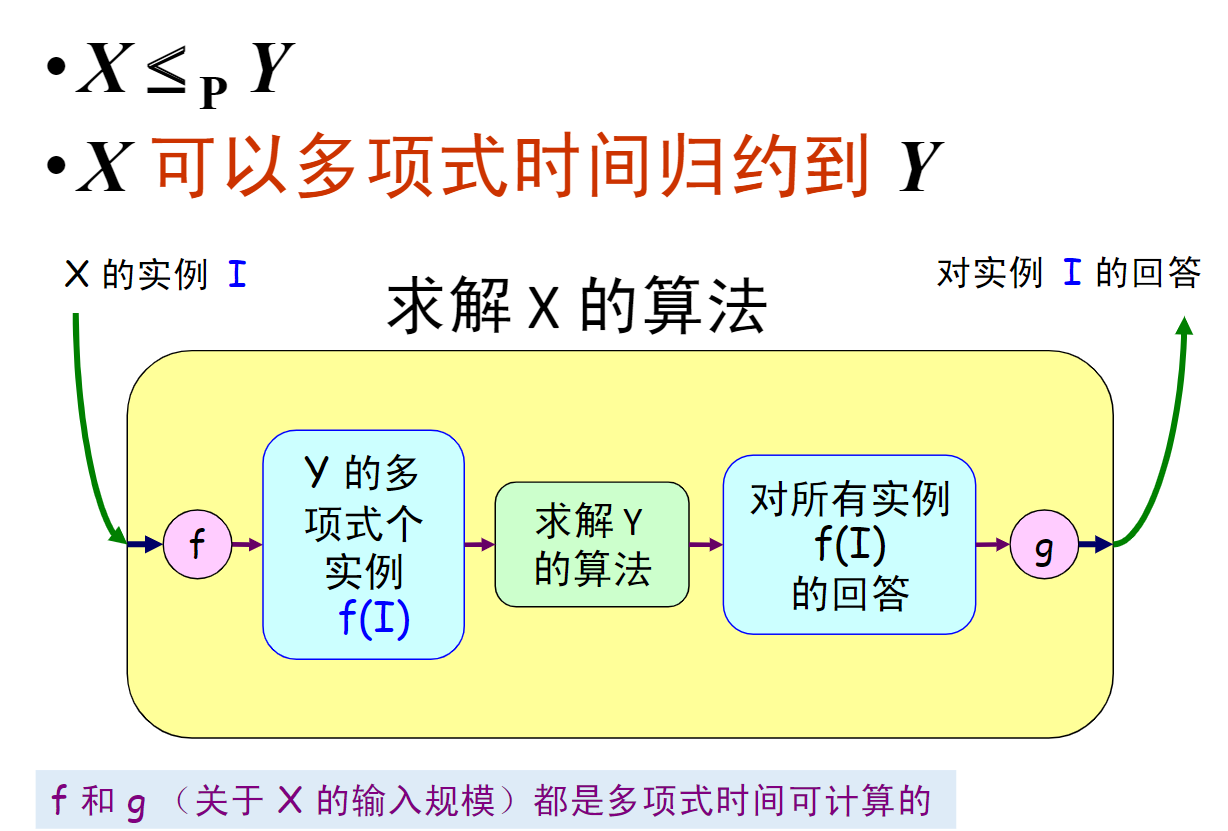 •X ≤P Y
•X 可以多项式时间归约到 Y
X 的实例 I
对实例 I 的回答
求解 X 的算法
f
Y 的多
项式个
实例
f(I)
求解 Y
的算法
对所有实例
f(I)
的回答
g
f 和 g （关于 X 的输入规模）都是多项式时间可计算的